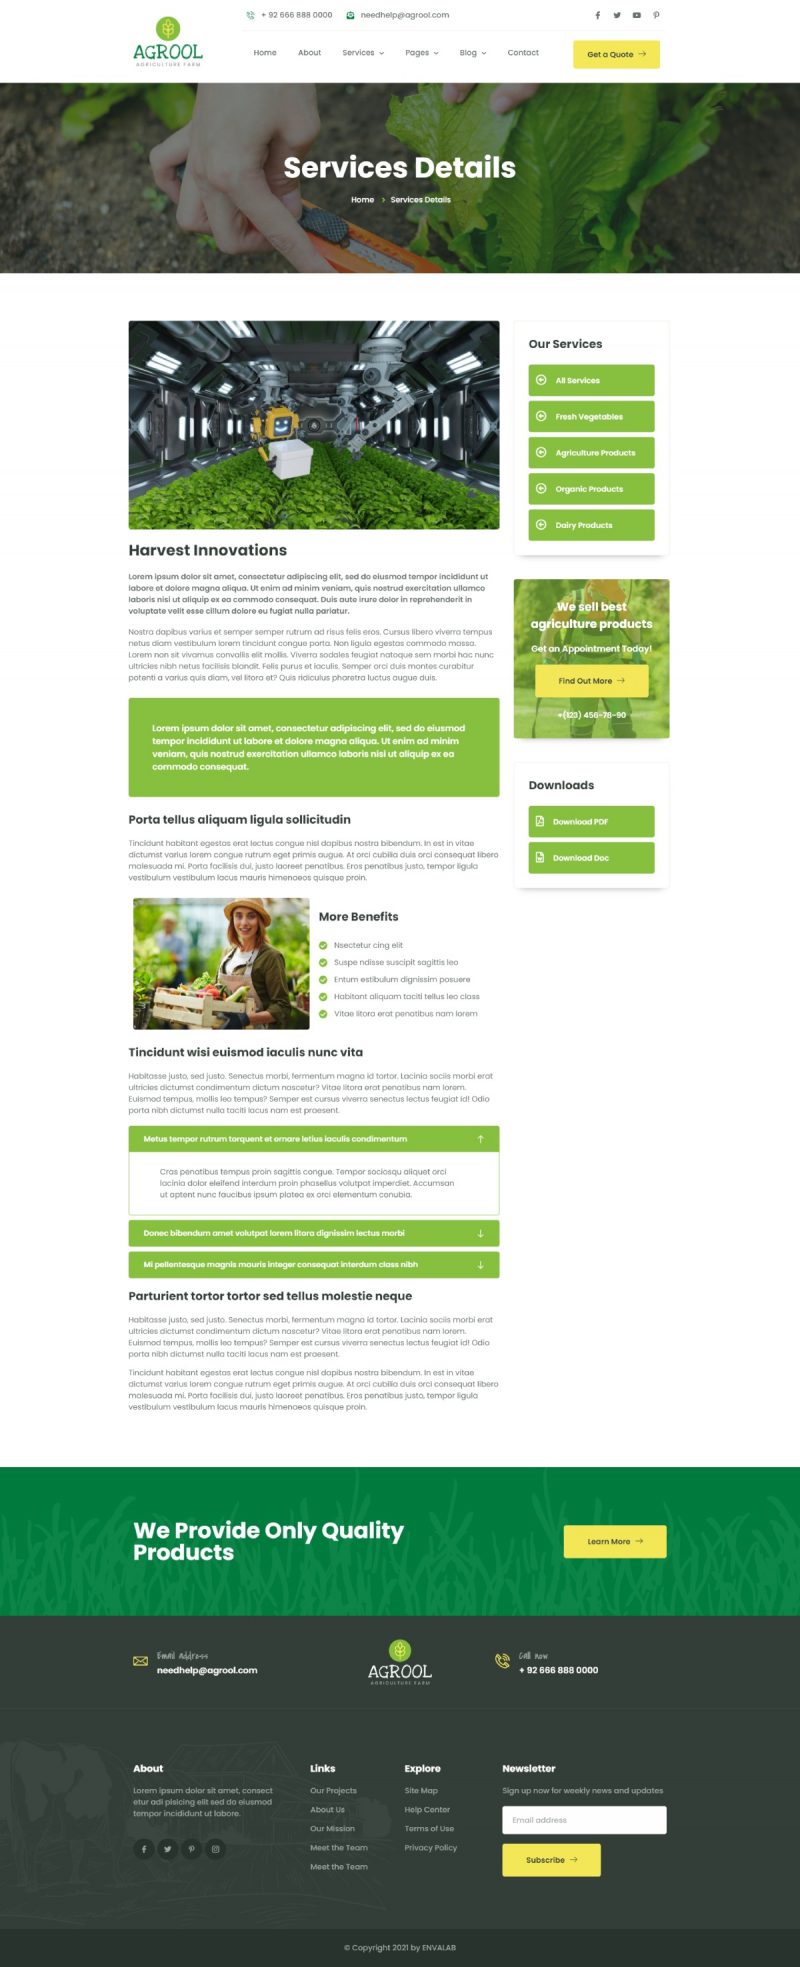 + 92 666 888 0000
needhelp@agrool.com
AGROOL
AGRICULTURE FARM
Home
About
Services
Pages
Blog
Contact
Get a Quote
Services Details
Home
Services Details
Harvest Innovations
Lorem ipsum dolor sit amet, consectetur adipiscing elit, sed do eiusmod tempor incididunt ut
labore et dolore magna aliqua. Ut enim ad minim veniam, quis nostrud exercitation ullamco
laboris nisi ut aliquip ex ea commodo consequat. Duis aute irure dolor in reprehenderit in
voluptate velit esse cillum dolore eu fugiat nulla pariatur.
Nostra dapibus varius et semper semper rutrum ad risus felis eros. Cursus libero viverra tempus
netus diam vestibulum lorem tincidunt congue porta. Non ligula egestas commodo massa.
Lorem non sit vivamus convallis elit mollis. Viverra sodales feugiat natoque sem morbi hac nunc
ultricies nibh netus facilisis blandit. Felis purus et iaculis. Semper orci duis montes curabitur
potenti a varius quis diam, vel litora et? Quis ridiculus pharetra luctus augue duis.
Lorem ipsum dolor sit amet, consectetur adipiscing elit, sed do eiusmod
tempor incididunt ut labore et dolore magna aliqua. Ut enim ad minim
veniam, quis nostrud exercitation ullamco laboris nisi ut aliquip ex ea
commodo consequat.
Porta tellus aliquam ligula sollicitudin
Tincidunt habitant egestas erat lectus congue nisl dapibus nostra bibendum. In est in vitae
dictumst varius lorem congue rutrum eget primis augue. At orci cubilia duis orci consequat libero
malesuada mi. Porta facilisis dui, justo laoreet penatibus. Eros penatibus justo, tempor ligula
vestibulum vestibulum lacus mauris himenaeos quisque proin.
More Benefits
Nsectetur cing elit
Suspe ndisse suscipit sagittis leo
Entum estibulum dignissim posuere
Habitant aliquam taciti tellus leo class
Vitae litora erat penatibus nam lorem
Tincidunt wisi euismod iaculis nunc vita
Habitasse justo, sed justo. Senectus morbi, fermentum magna id tortor. Lacinia sociis morbi erat
ultricies dictumst condimentum dictum nascetur? Vitae litora erat penatibus nam lorem.
Euismod tempus, mollis leo tempus? Semper est cursus viverra senectus lectus feugiat id! Odio
porta nibh dictumst nulla taciti lacus nam est praesent.
Metus tempor rutrum torquent et ornare letius iaculis condimentum
Cras penatibus tempus proin sagittis congue. Tempor sociosqu aliquet orci
lacinia dolor eleifend interdum proin phasellus volutpat imperdiet. Accumsan
ut aptent nunc faucibus ipsum platea ex orci elementum conubia.
Donec bibendum amet volutpat lorem litora dignissim lectus morbi
Mi pellentesque magnis mauris integer consequat interdum class nibh
Parturient tortor tortor sed tellus molestie neque
Habitasse justo, sed justo. Senectus morbi, fermentum magna id tortor. Lacinia sociis morbi erat
ultricies dictumst condimentum dictum nascetur? Vitae litora erat penatibus nam lorem.
Euismod tempus, mollis leo tempus? Semper est cursus viverra senectus lectus feugiat id! Odio
porta nibh dictumst nulla taciti lacus nam est praesent.
Tincidunt habitant egestas erat lectus congue nisl dapibus nostra bibendum. In est in vitae
dictumst varius lorem congue rutrum eget primis augue. At orci cubilia duis orci consequat libero
malesuada mi. Porta facilisis dui, justo laoreet penatibus. Eros penatibus justo, tempor ligula
vestibulum vestibulum lacus mauris himenaeos quisque proin.
Our Services
All Services
Fresh Vegetables
Agriculture Products
Organic Products
Dairy Products
We sell best
agriculture products
Get an Appointment Today!
Find Out More
+(123) 456-78-90
Downloads
Download PDF
Download Doc
We Provide Only Quality
Products
Learn More
Email address
needhelp@agrool.com
AGROOL
AGRICULTURE FARM
Call now
+ 92 666 888 0000
About
Lorem ipsum dolor sit amet, consect
etur adi pisicing elit sed do eiusmod
tempor incididunt ut labore.
Links
Our Projects
About Us
Our Mission
Meet the Team
Meet the Team
Explore
Site Map
Help Center
Terms of Use
Privacy Policy
Newsletter
Sign up now for weekly news and updates
Email address
Subscribe
© Copyright 2021 by ENVALAB